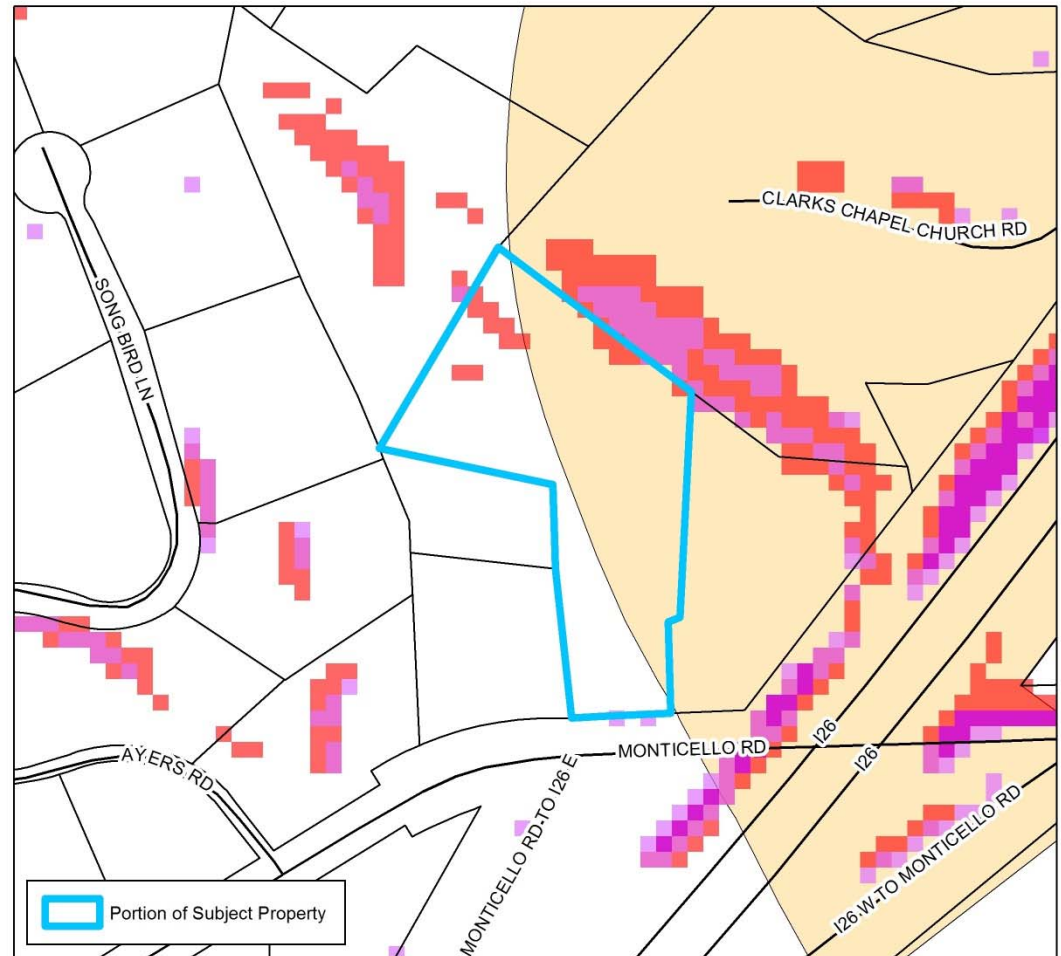 CLARKS CHAPEL CHURCH RD
SONG BIRD LN
MONTICELLO RD
I26
I26
AYERS RD
MONTICELLO RD-TO I26 E
I26 W-TO MONTICELLO RD
Portion of Subject Property